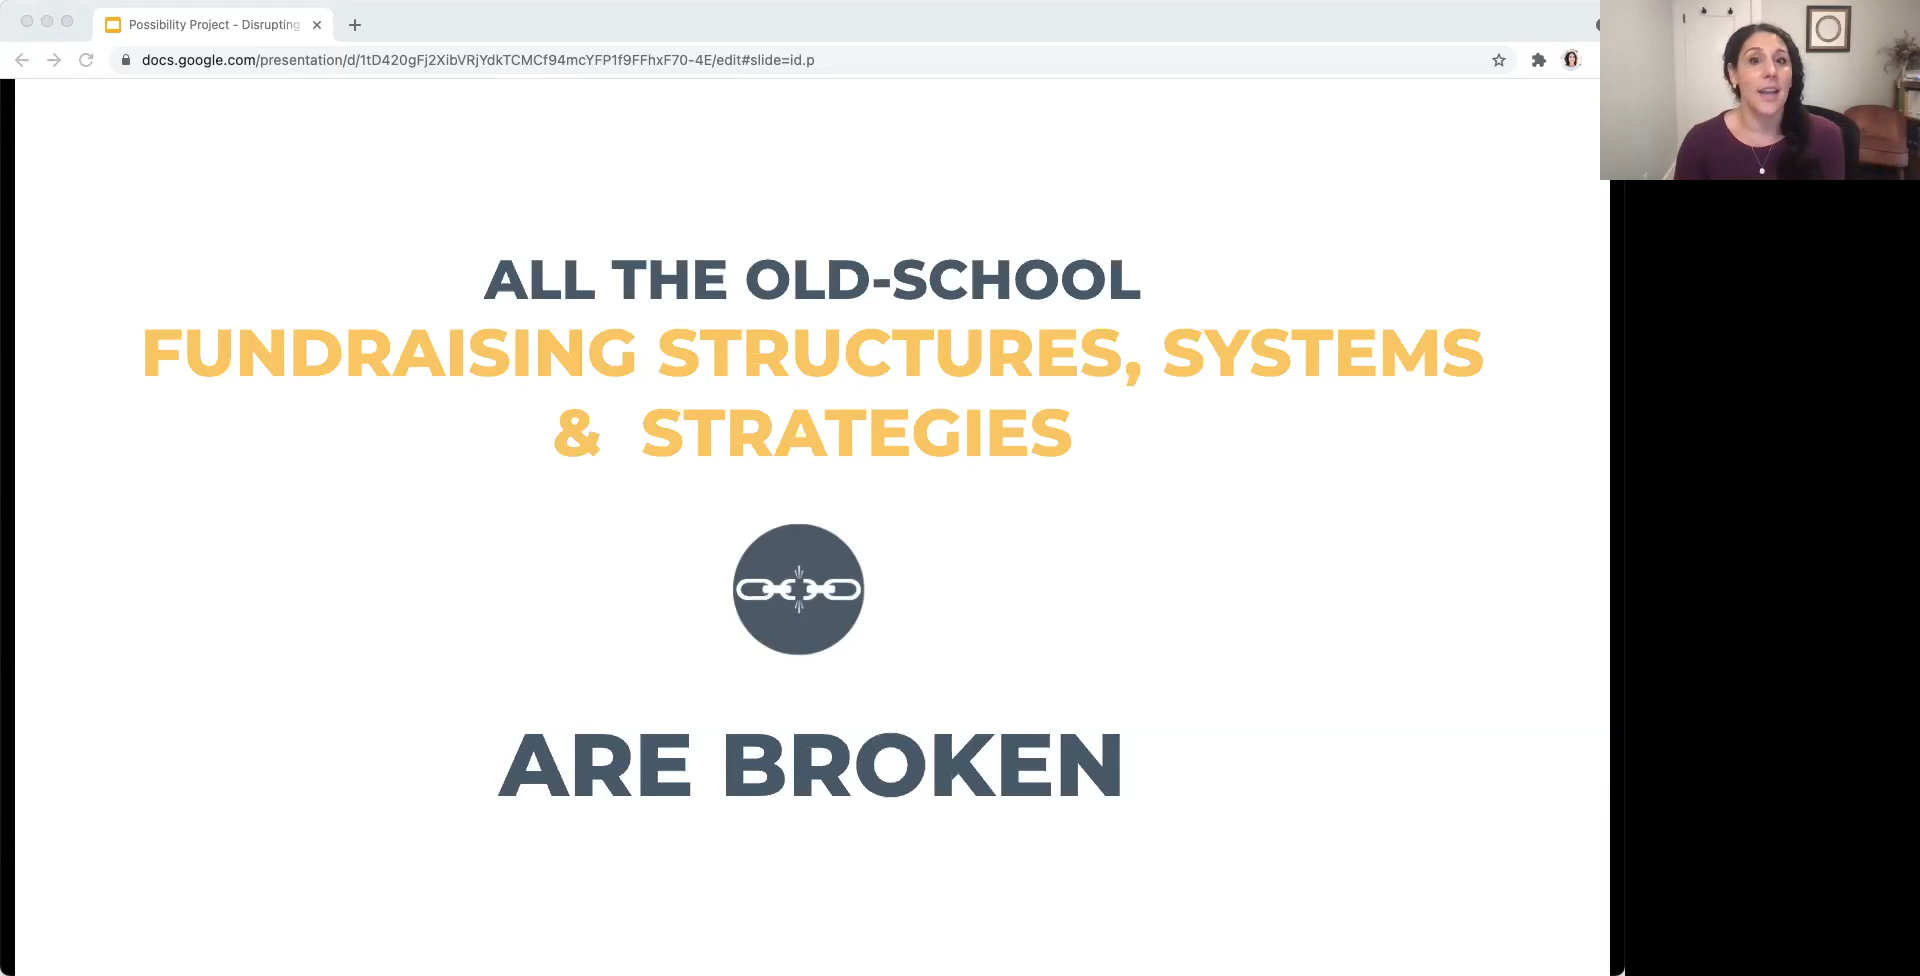 Possibility Project - Disrupting
docs.google.com/presentation/d/1tD420gFj2XibVRjYdkTCMCf94mcYFP1f9FFhxF70-4E/edit#slide=id.p
ALL THE OLD-SCHOOL
FUNDRAISING STRUCTURES, SYSTEMS
& STRATEGIES
ARE BROKEN